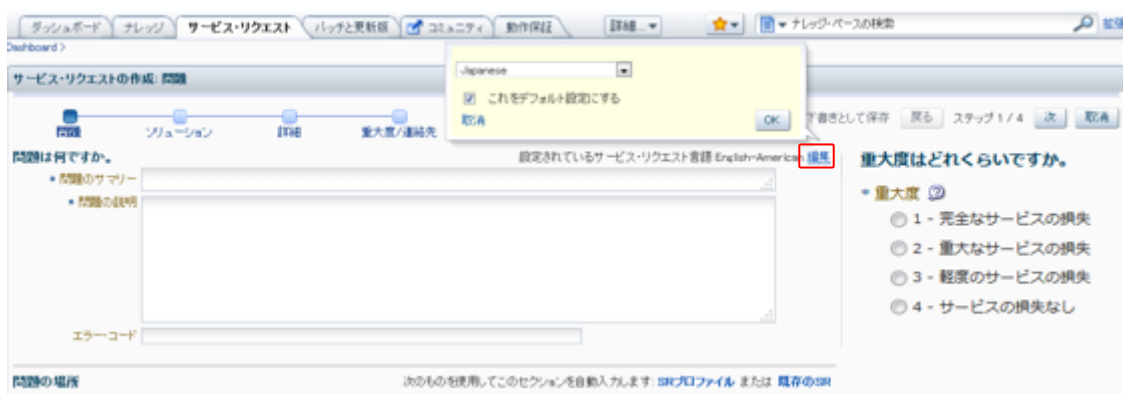 ダッシュボード ナレッジ サービス・リクエスト パッチと更新版 コミュニティ 動作保証 詳細... ナレッジ・ベースの検索
Dashboard >
サービス・リクエストの作成: 問題
Japanese
これをデフォルト設定にする
取消 OK
問題 ソリューション 詳細 重大度/連絡先 下書きとして保存 戻る ステップ 1 / 4 次 取消
問題は何ですか。 設定されているサービス・リクエスト言語 English-American 編集
* 問題のサマリー
* 問題の説明
エラー・コード
重大度はどれくらいですか。
* 重大度
1 - 完全なサービスの損失
2 - 重大なサービスの損失
3 - 軽度のサービスの損失
4 - サービスの損失なし
問題の場所 次のものを使用してこのセクションを自動入力します: SRプロファイル または 既存のSR